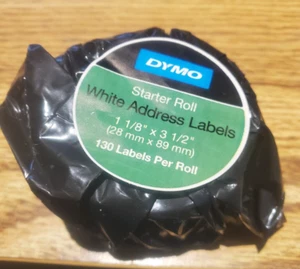 DYMO
Starter Roll
White Address Labels
1 1/8" x 3 1/2"
(28 mm x 89 mm)
130 Labels Per Roll